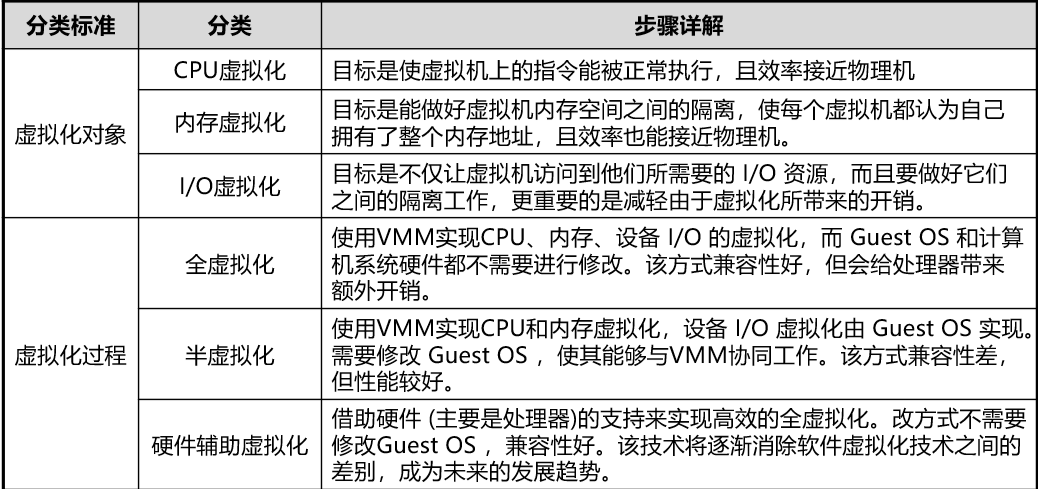 分类标准 分类 步骤详解
虚拟化对象
CPU虚拟化
目标是使虚拟机上的指令能被正常执行，且效率接近物理机
内存虚拟化
目标是能做好虚拟机内存空间之间的隔离，使每个虚拟机都认为自己
拥有了整个内存地址，且效率也能接近物理机。
I/O虚拟化
目标是不仅让虚拟机访问到他们所需要的 I/O 资源，而且要做好它们
之间的隔离工作，更重要的是减轻由于虚拟化所带来的开销。
虚拟化过程
全虚拟化
使用VMM实现CPU、内存、设备 I/O 的虚拟化，而 Guest OS 和计算
机系统硬件都不需要进行修改。该方式兼容性好，但会给处理器带来
额外开销。
半虚拟化
使用VMM实现CPU和内存虚拟化，设备 I/O 虚拟化由 Guest OS 实现。
需要修改 Guest OS ，使其能够与VMM协同工作。该方式兼容性差，
但性能较好。
硬件辅助虚拟化
借助硬件 (主要是处理器)的支持来实现高效的全虚拟化。改方式不需要
修改Guest OS ，兼容性好。该技术将逐渐消除软件虚拟化技术之间的
差别，成为未来的发展趋势。